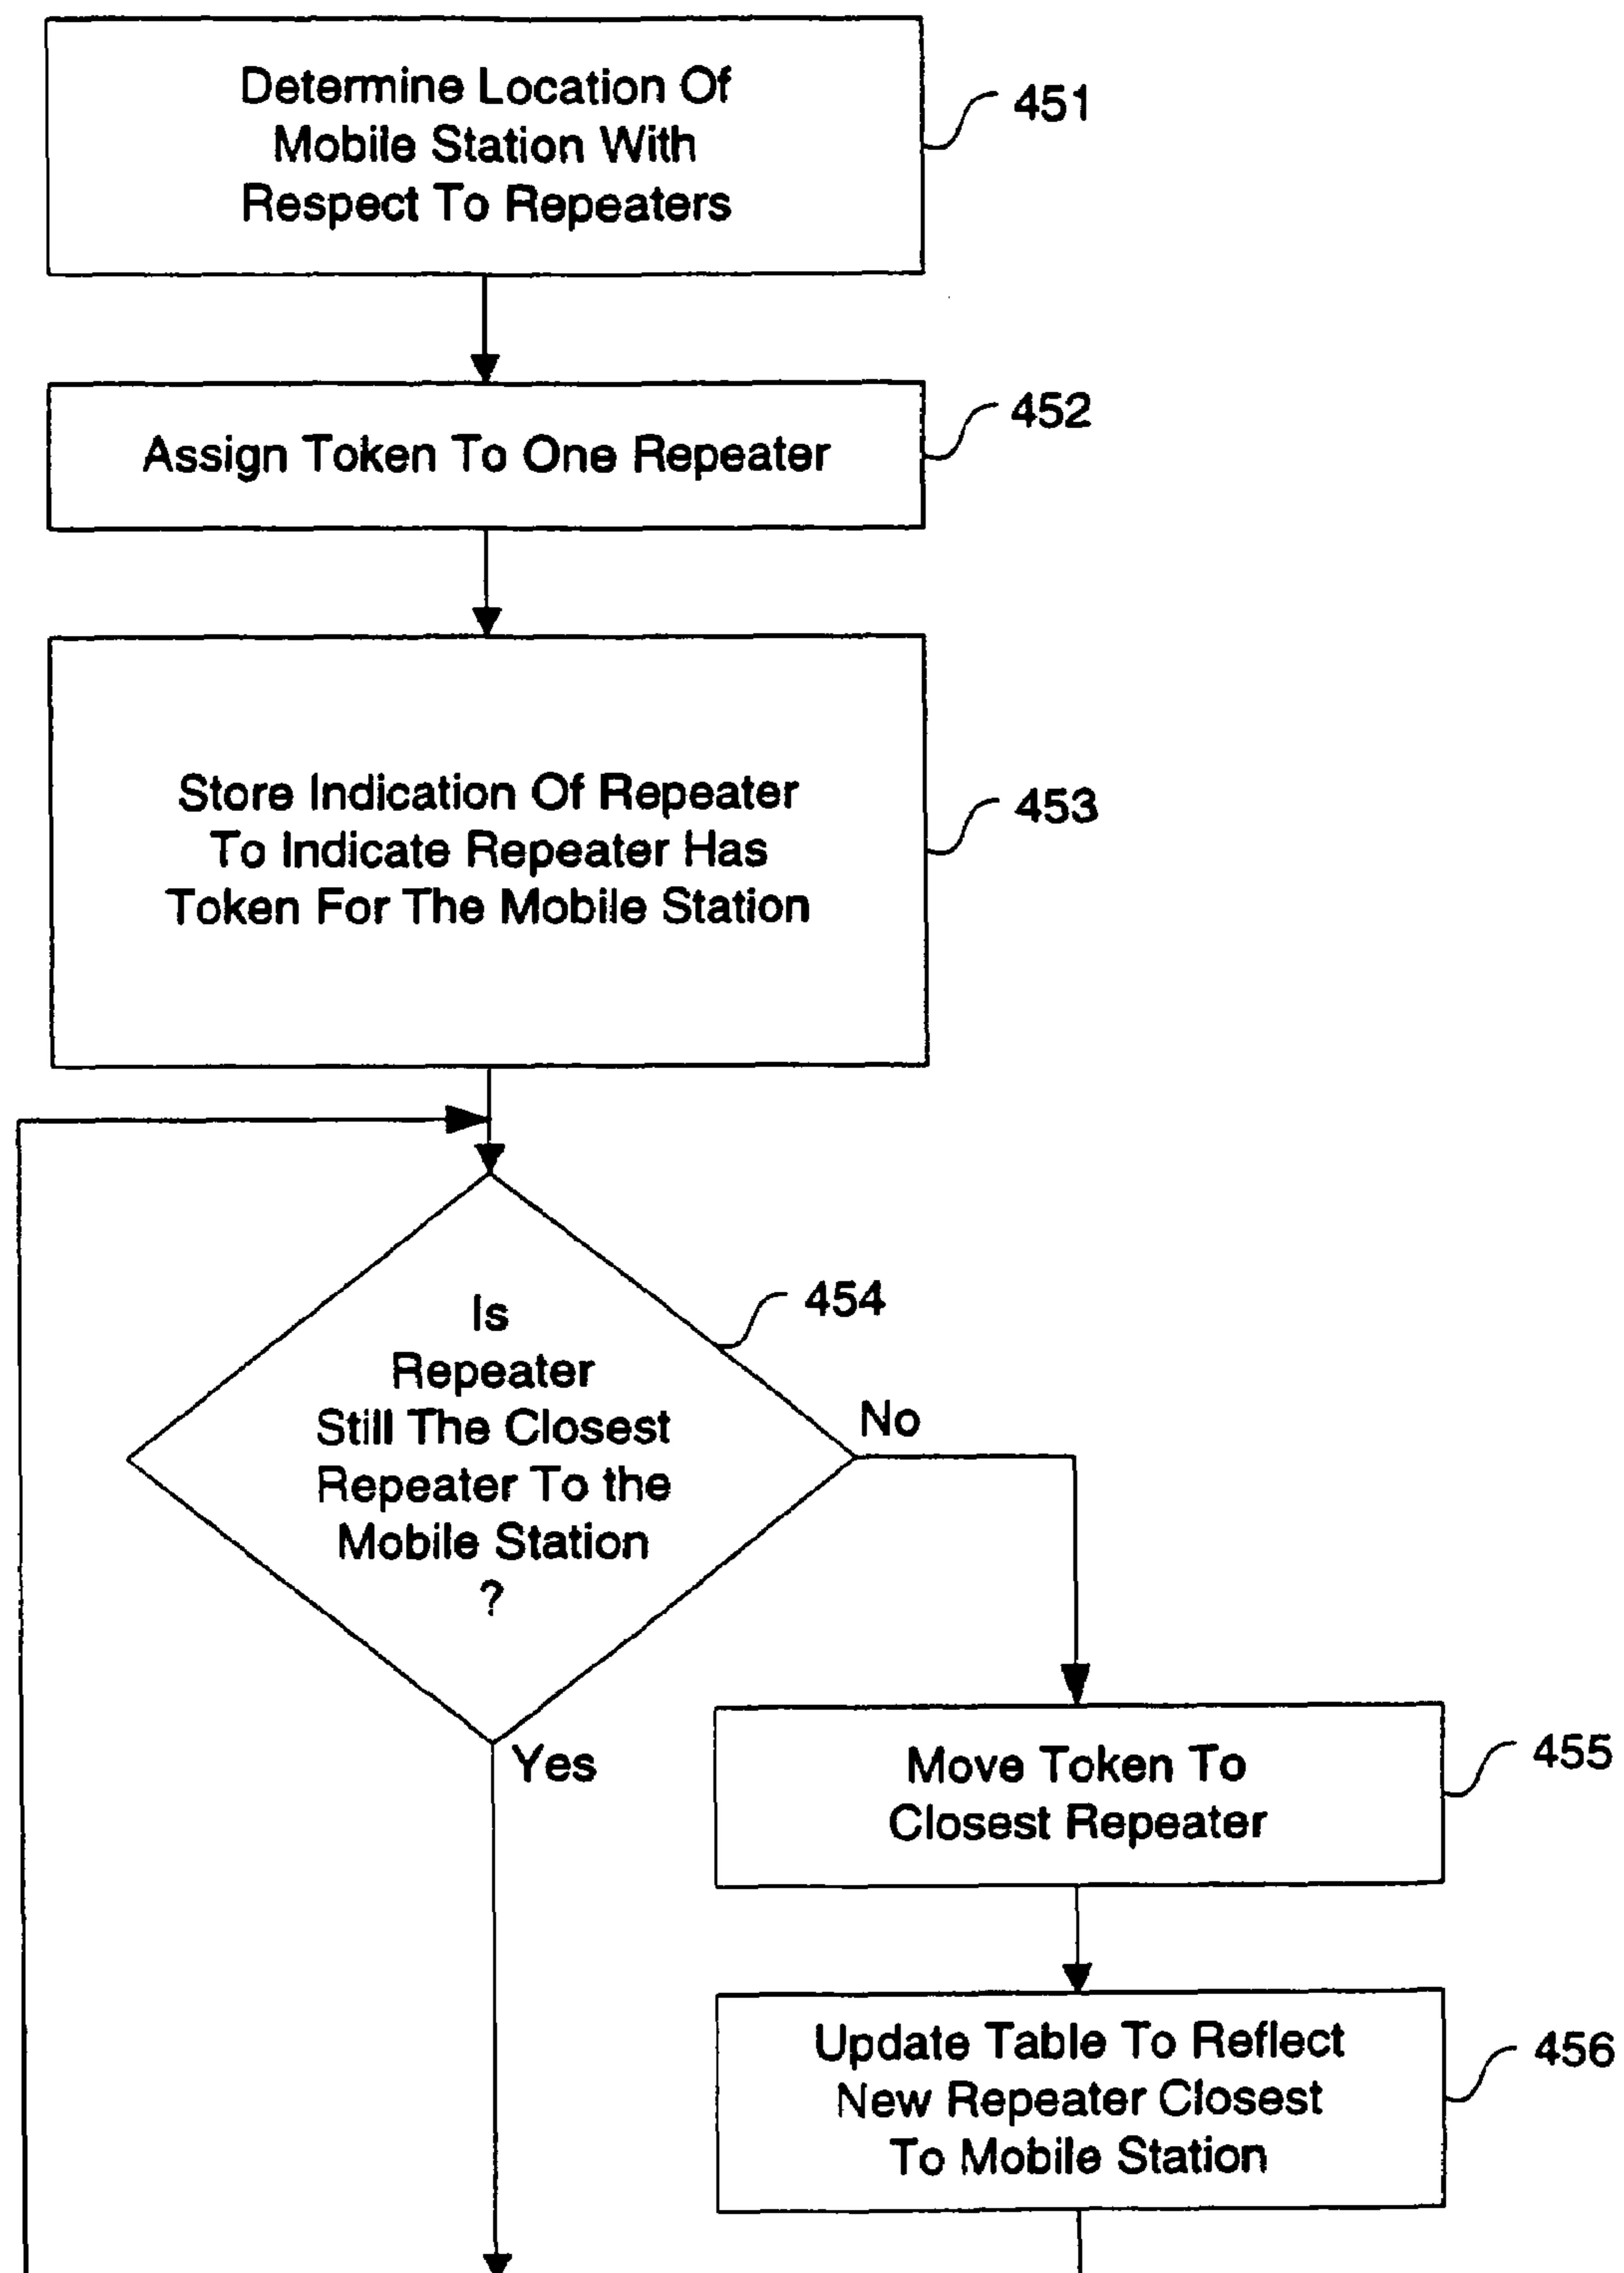 Determine Location Of
Mobile Station With
Respect To Repeaters
451
Assign Token To One Repeater
452
Store Indication Of Repeater
To Indicate Repeater Has
Token For The Mobile Station
453
Is
Repeater
Still The Closest
Repeater To the
Mobile Station
?
454
No
Yes
Move Token To
Closest Repeater
455
Update Table To Reflect
New Repeater Closest
To Mobile Station
456